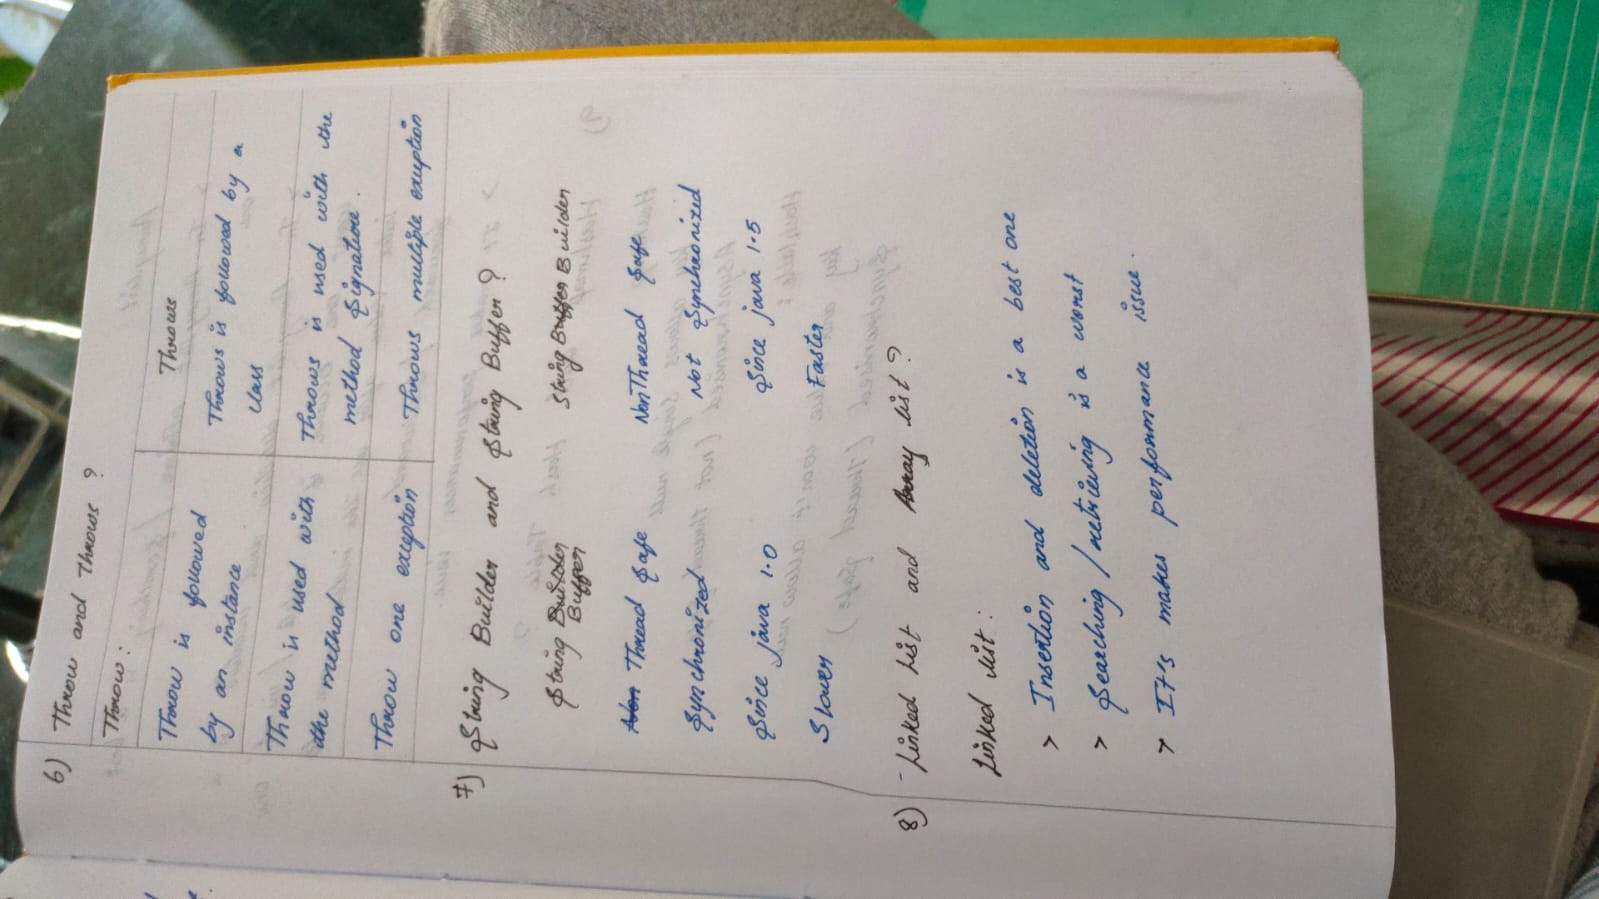 6) Throw and throws ?
Throw:
Throws
Throw is followed
by an instance
Throws is followed by a
class
Throw is used with
the method
Throws is used with the
method signature.
Throw one exception
Throws multiple exception
7) String Builder and String Buffer ?
String Builder
Buffer
String Buffer Builder
Non Thread safe
Non Thread safe
Synchronized
Not Synchronized
Since java 1.0
Since java 1.5
Slower
Faster
8) - Linked list and Array list ?
Linked list :
> Insertion and deletion is a best one
> Searching / retrieving is a worst
> It's makes performance issue.